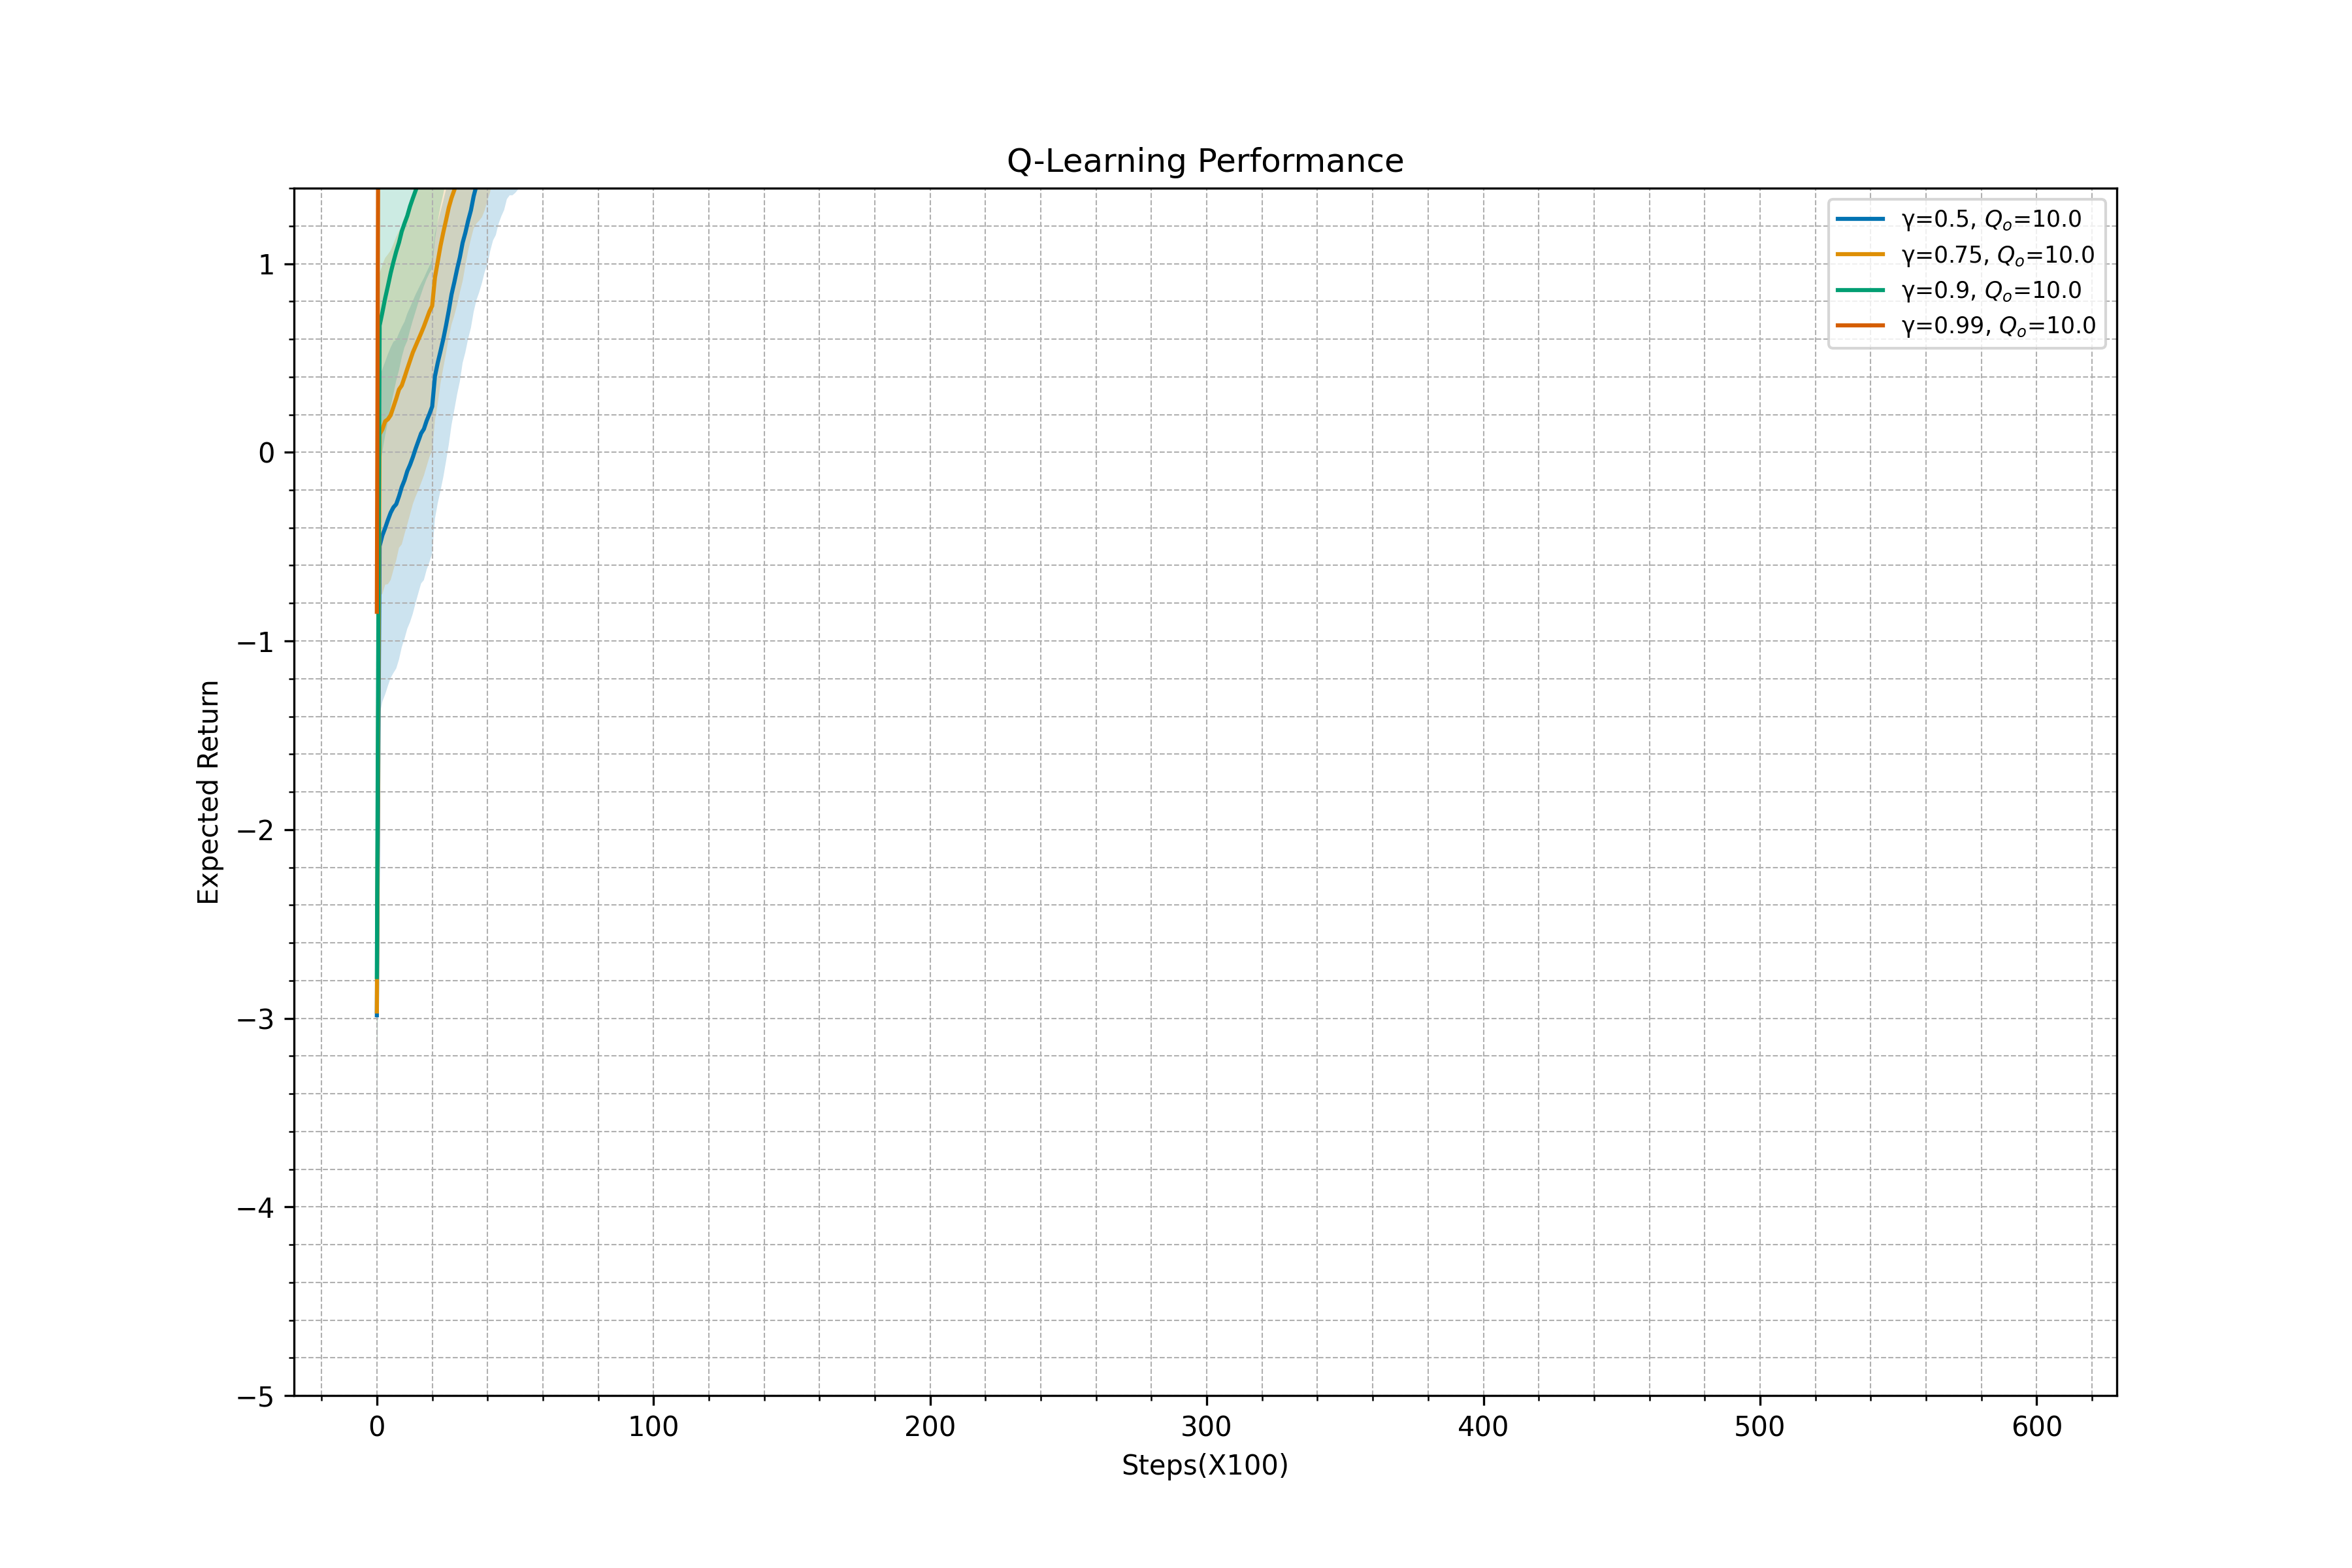 Q-Learning Performance
γ=0.5, Qₒ=10.0
γ=0.75, Qₒ=10.0
γ=0.9, Qₒ=10.0
γ=0.99, Qₒ=10.0
Expected Return
1
0
−1
−2
−3
−4
−5
0 100 200 300 400 500 600
Steps(X100)